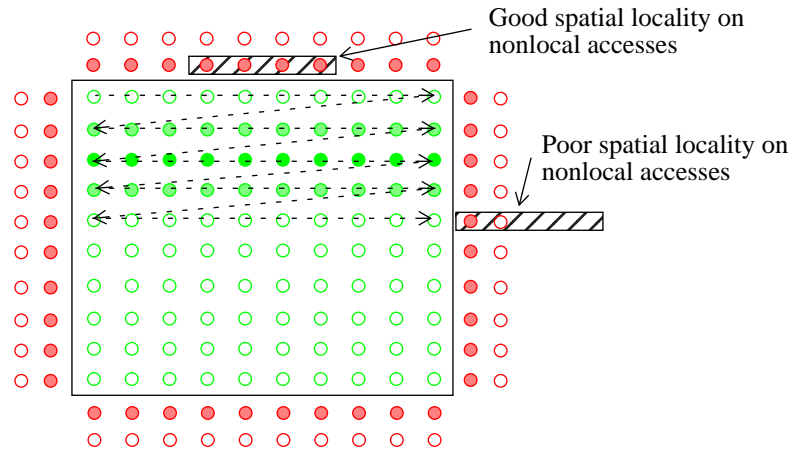 Good spatial locality on
nonlocal accesses
Poor spatial locality on
nonlocal accesses